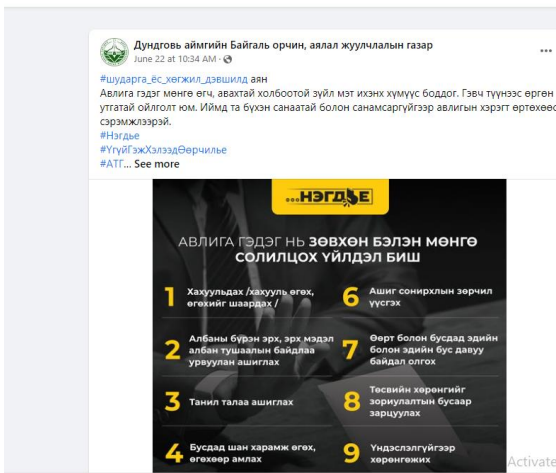 Дундговь аймгийн Байгаль орчин, аялал жуулчлалын газар
June 22 at 10:34 AM ·
#шударга_ёс_хөгжил_дэвшилд аян
Авлига гэдэг мөнгө өгч, авахтай холбоотой зүйл мэт ихэнх хүмүүс боддог. Гэвч түүнээс өргөн
утгатай ойлголт юм. Иймд та бүхэн санаатай болон санамсаргүйгээр авлигын хэрэгт өртөхөөс
сэрэмжлээрэй.
#Нэгдье
#ҮгүйГэжХэлээдӨөрчилье
#АТГ... See more
...НЭГДЬЕ
АВЛИГА ГЭДЭГ НЬ ЗӨВХӨН БЭЛЭН МӨНГӨ
СОЛИЛЦОХ ҮЙЛДЭЛ БИШ
1 Хахуульдах /хахууль өгөх,
өгөхийг шаардах /
2 Албаны бүрэн эрх, эрх мэдэл
албан тушаалын байдлаа
урвуулан ашиглах
3 Танил талаа ашиглах
4 Бусдад шан харамж өгөх,
өгөхөөр амлах
6 Ашиг сонирхлын зөрчил
үүсгэх
7 Өөрт болон бусдад эдийн
болон эдийн бус давуу
байдал олгох
8 Төсвийн хөрөнгийг
зориулалтын бусаар
зарцуулах
9 Үндэслэлгүйгээр
хөрөнгөжих
Activate